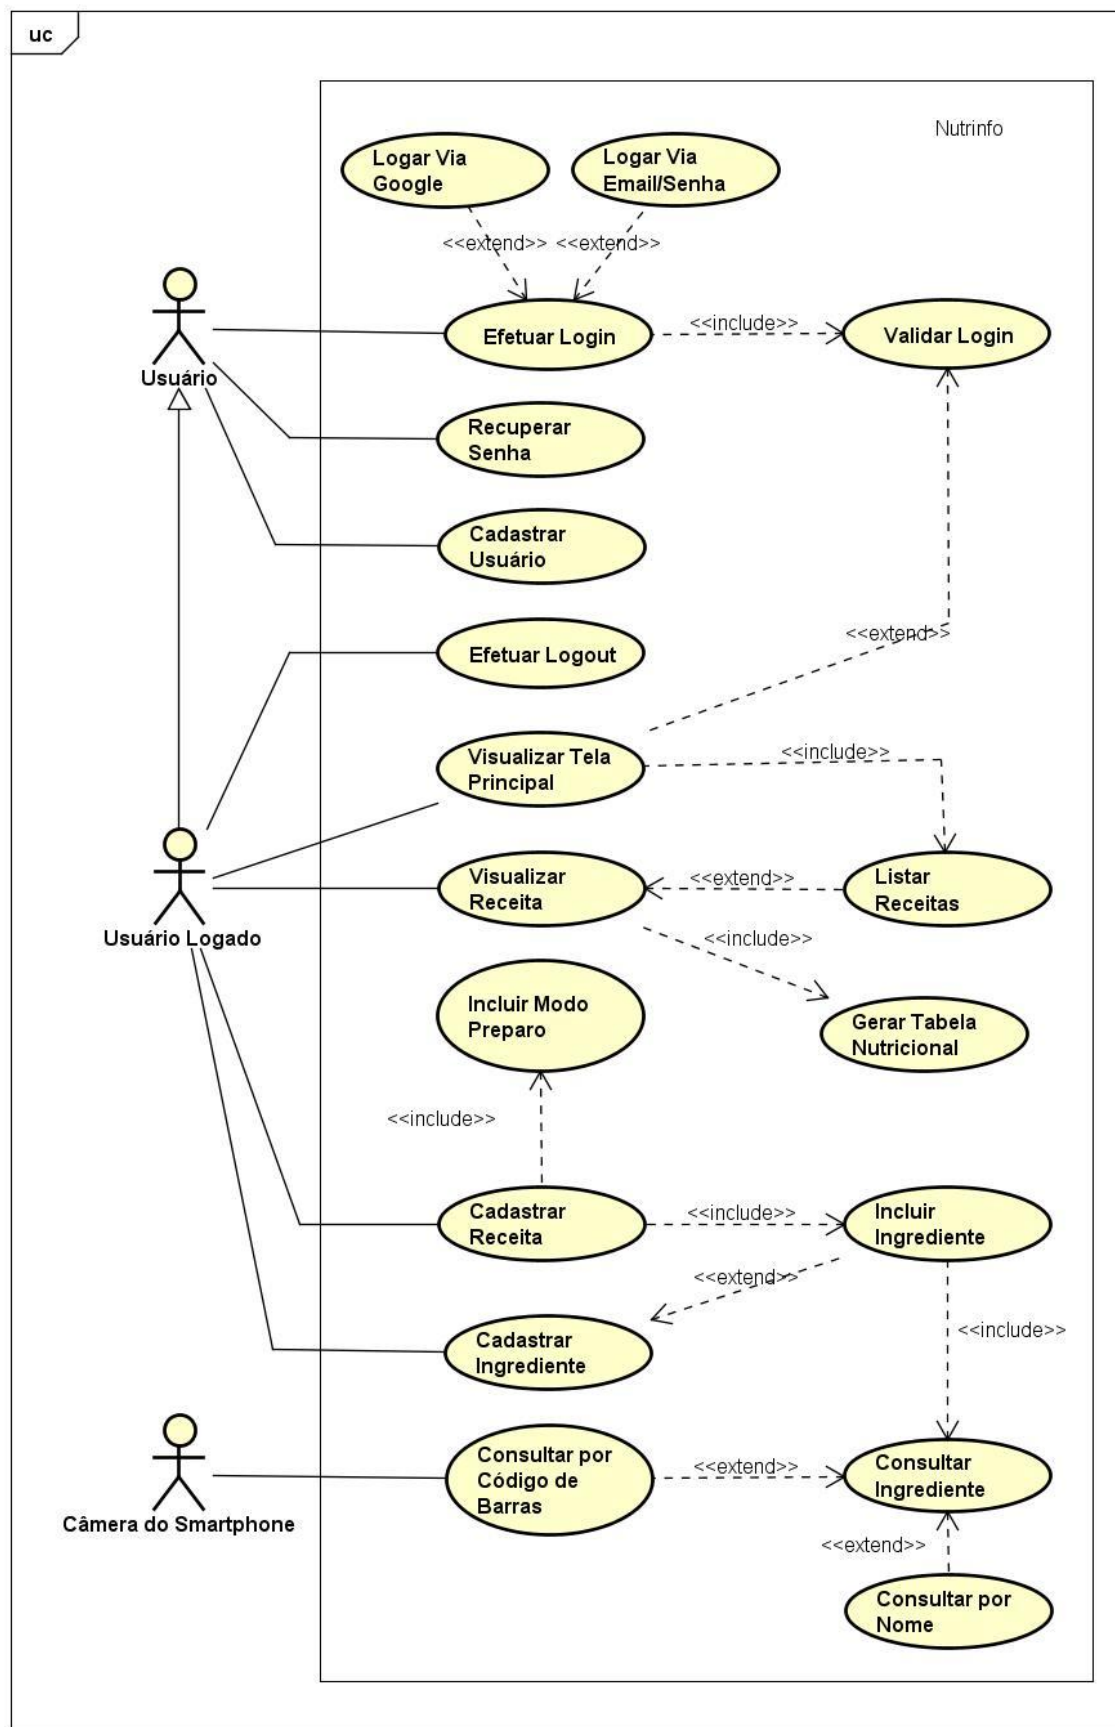 uc
Nutrinfo
Logar Via
Google
Logar Via
Email/Senha
<<extend>>
<<extend>>
Usuário
Efetuar Login
<<include>>
Validar Login
Recuperar
Senha
Cadastrar
Usuário
<<extend>>
Efetuar Logout
Visualizar Tela
Principal
<<include>>
Usuário Logado
Visualizar
Receita
<<extend>>
Listar
Receitas
<<include>>
Incluir Modo
Preparo
Gerar Tabela
Nutricional
<<include>>
Cadastrar
Receita
<<include>>
Incluir
Ingrediente
<<extend>>
<<include>>
Cadastrar
Ingrediente
Câmera do Smartphone
Consultar por
Código de
Barras
<<extend>>
Consultar
Ingrediente
<<extend>>
Consultar por
Nome